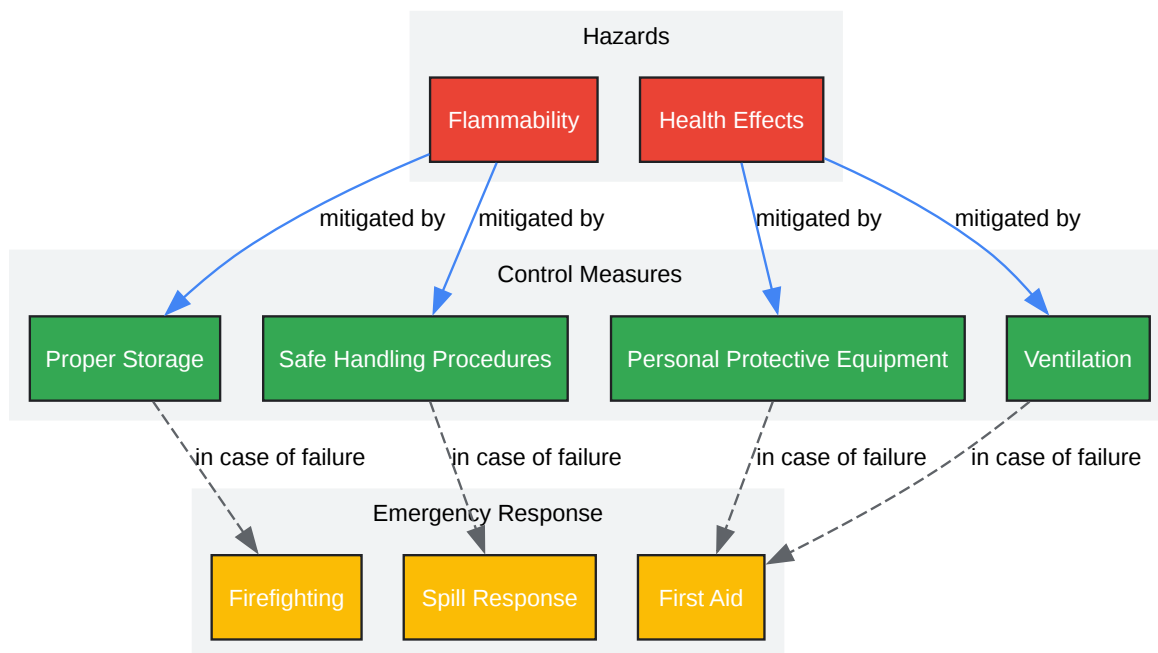 Hazards
Flammability
Health Effects
mitigated by
mitigated by
mitigated by
mitigated by
Control Measures
Proper Storage
Safe Handling Procedures
Personal Protective Equipment
Ventilation
in case of failure
in case of failure
in case of failure
in case of failure
Emergency Response
Firefighting
Spill Response
First Aid